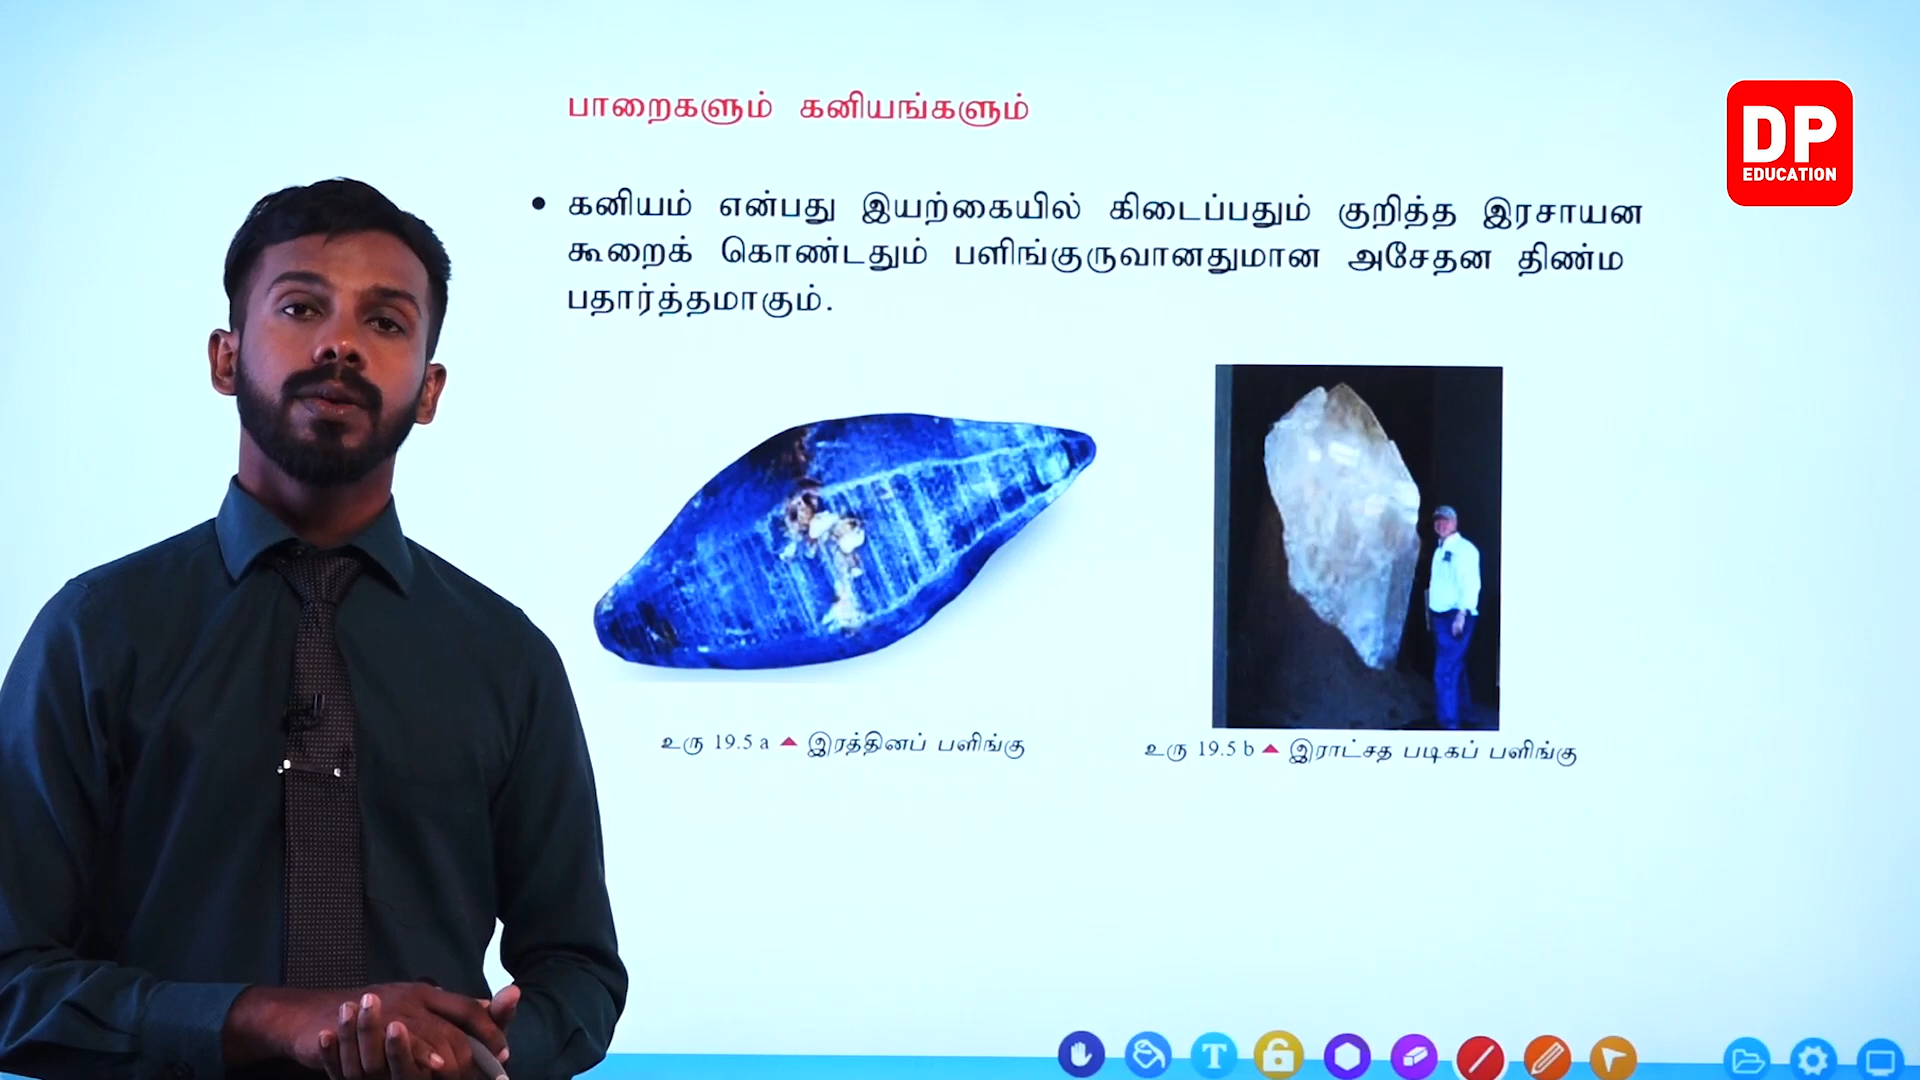 பாறைகளும் கனியங்களும்
DP
EDUCATION
• கனியம் என்பது இயற்கையில் கிடைப்பதும் குறித்த இரசாயன
கூறைக் கொண்டதும் பளிங்குருவானதுமான அசேதன திண்ம
பதார்த்தமாகும்.
உரு 19.5 a ▲ இரத்தினப் பளிங்கு
உரு 19.5 b ▲ இராட்சத படிகப் பளிங்கு
T